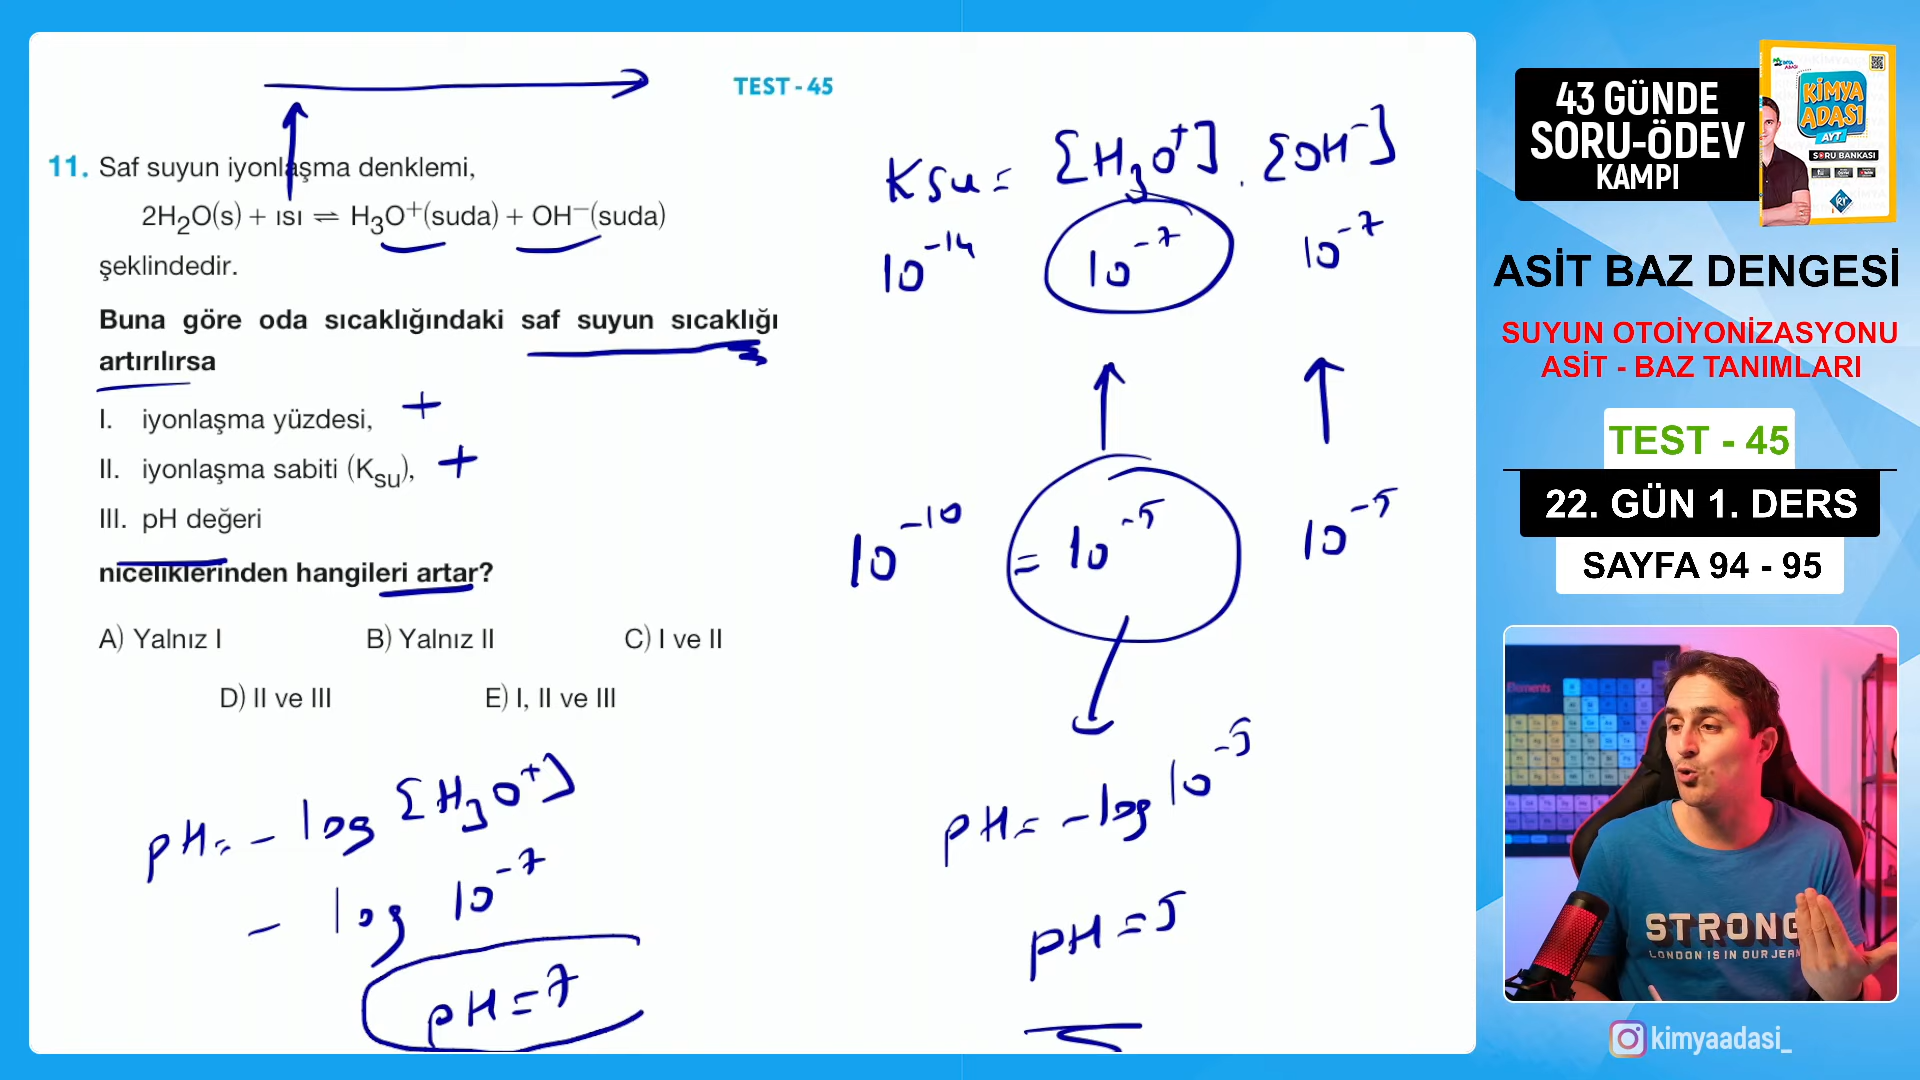 TEST - 45
11. Saf suyun iyonlaşma denklemi,
2H2O(s) + ısı ⇌ H3O+(suda) + OH−(suda)
şeklindedir.
Buna göre oda sıcaklığındaki saf suyun sıcaklığı
artırılırsa
I. iyonlaşma yüzdesi, +
II. iyonlaşma sabiti (Ksu), +
III. pH değeri
niceliklerinden hangileri artar?
A) Yalnız I B) Yalnız II C) I ve II
D) II ve III E) I, II ve III
pH = - log [H3O+]
- log 10-7
pH = 7
Ksu = [H3O+] . [OH-]
10-14 10-7 10-7
10-10 = 10-5 10-5
pH = -log 10-5
pH = 5
43 GÜNDE
SORU-ÖDEV
KAMPI
KİMYA
ADASI
AYT
SORU BANKASI
ASİT BAZ DENGESİ
SUYUN OTOİYONİZASYONU
ASİT - BAZ TANIMLARI
TEST - 45
22. GÜN 1. DERS
SAYFA 94 - 95
Elements
STRONG
LONDON IS IN OUR JEAN
kimyaadasi_